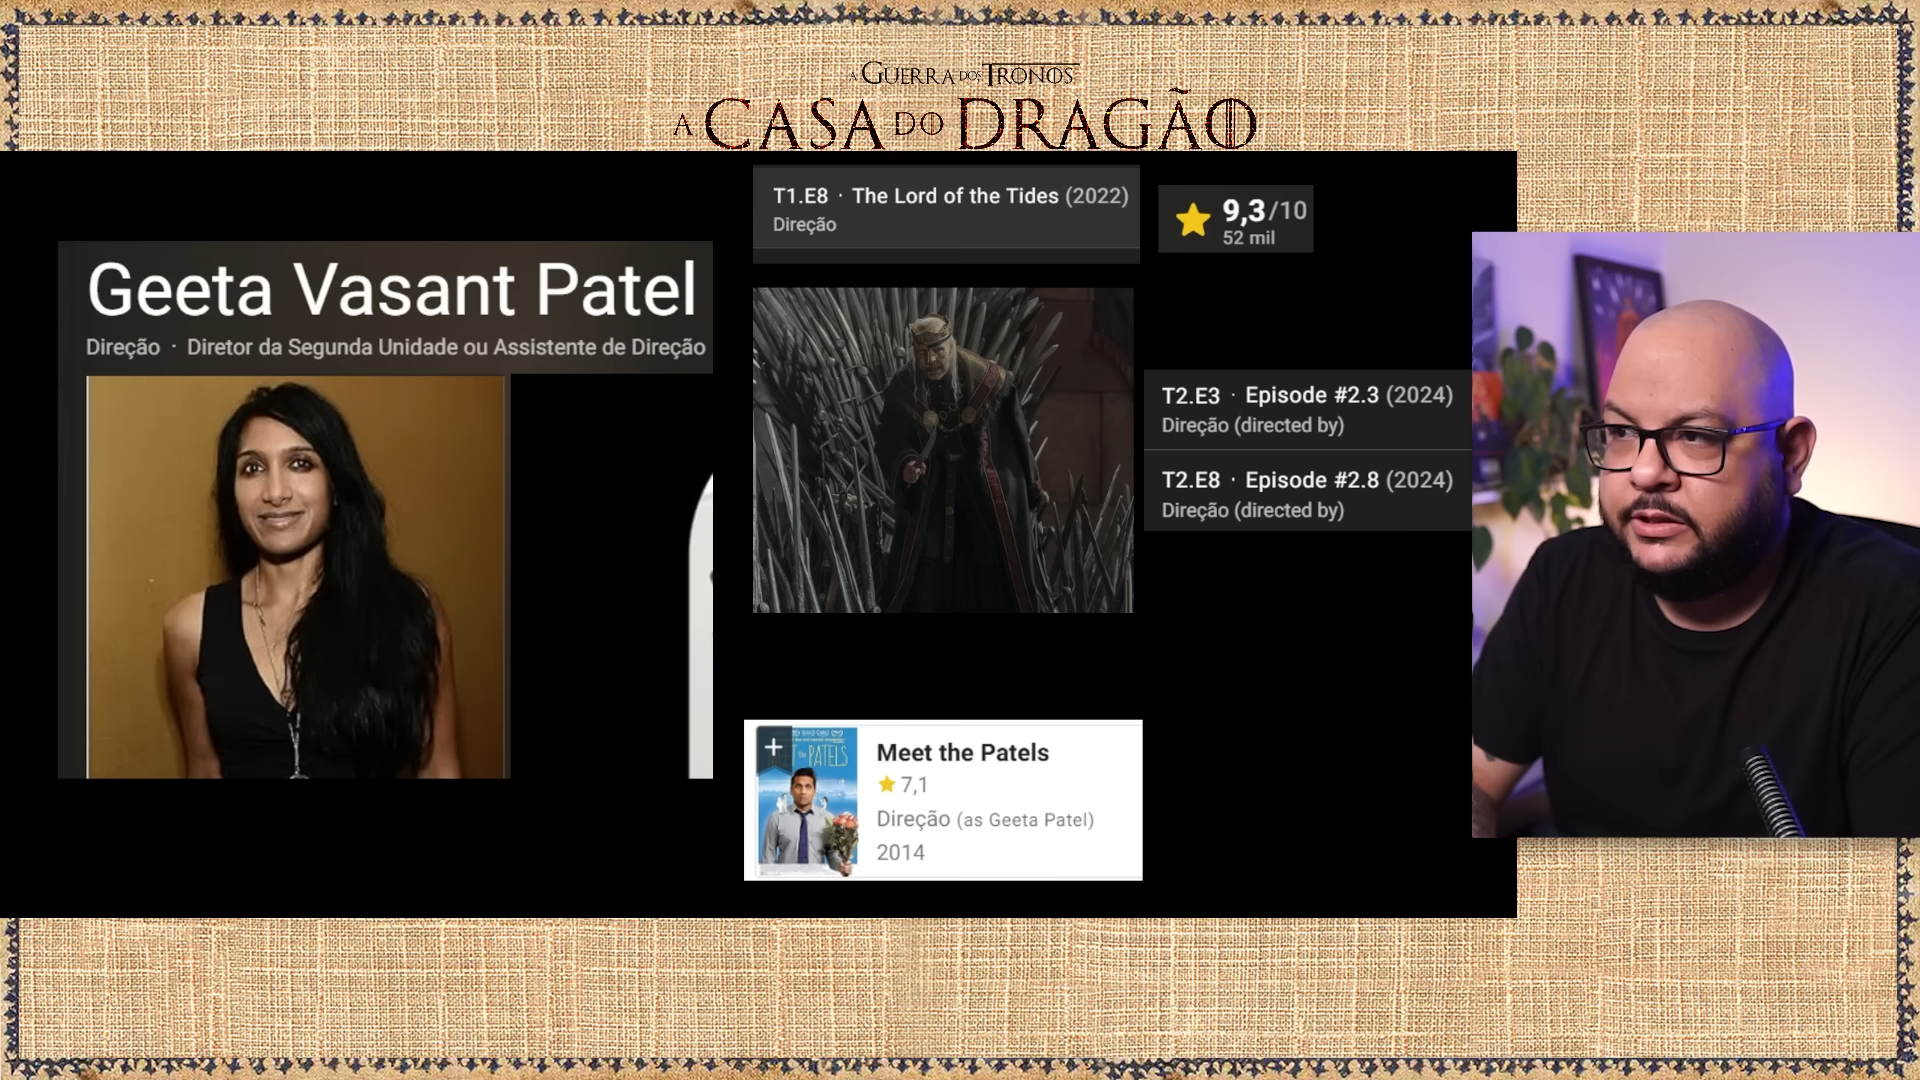 A GUERRA DOS TRONOS
A CASA DO DRAGÃO
T1.E8 · The Lord of the Tides (2022)
Direção
9,3/10
52 mil
Geeta Vasant Patel
Direção · Diretor da Segunda Unidade ou Assistente de Direção
T2.E3 · Episode #2.3 (2024)
Direção (directed by)
T2.E8 · Episode #2.8 (2024)
Direção (directed by)
PATELS
Meet the Patels
7,1
Direção (as Geeta Patel)
2014